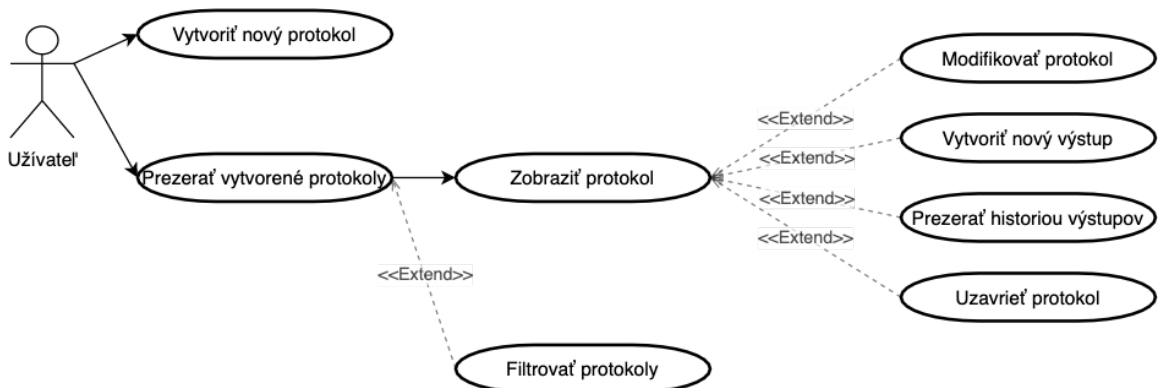 Vytvoriť nový protokol
Užívateľ
Prezerať vytvorené protokoly
Zobraziť protokol
<<Extend>>
Filtrovať protokoly
<<Extend>>
<<Extend>>
<<Extend>>
<<Extend>>
Modifikovať protokol
Vytvoriť nový výstup
Prezerať historiou výstupov
Uzavrieť protokol